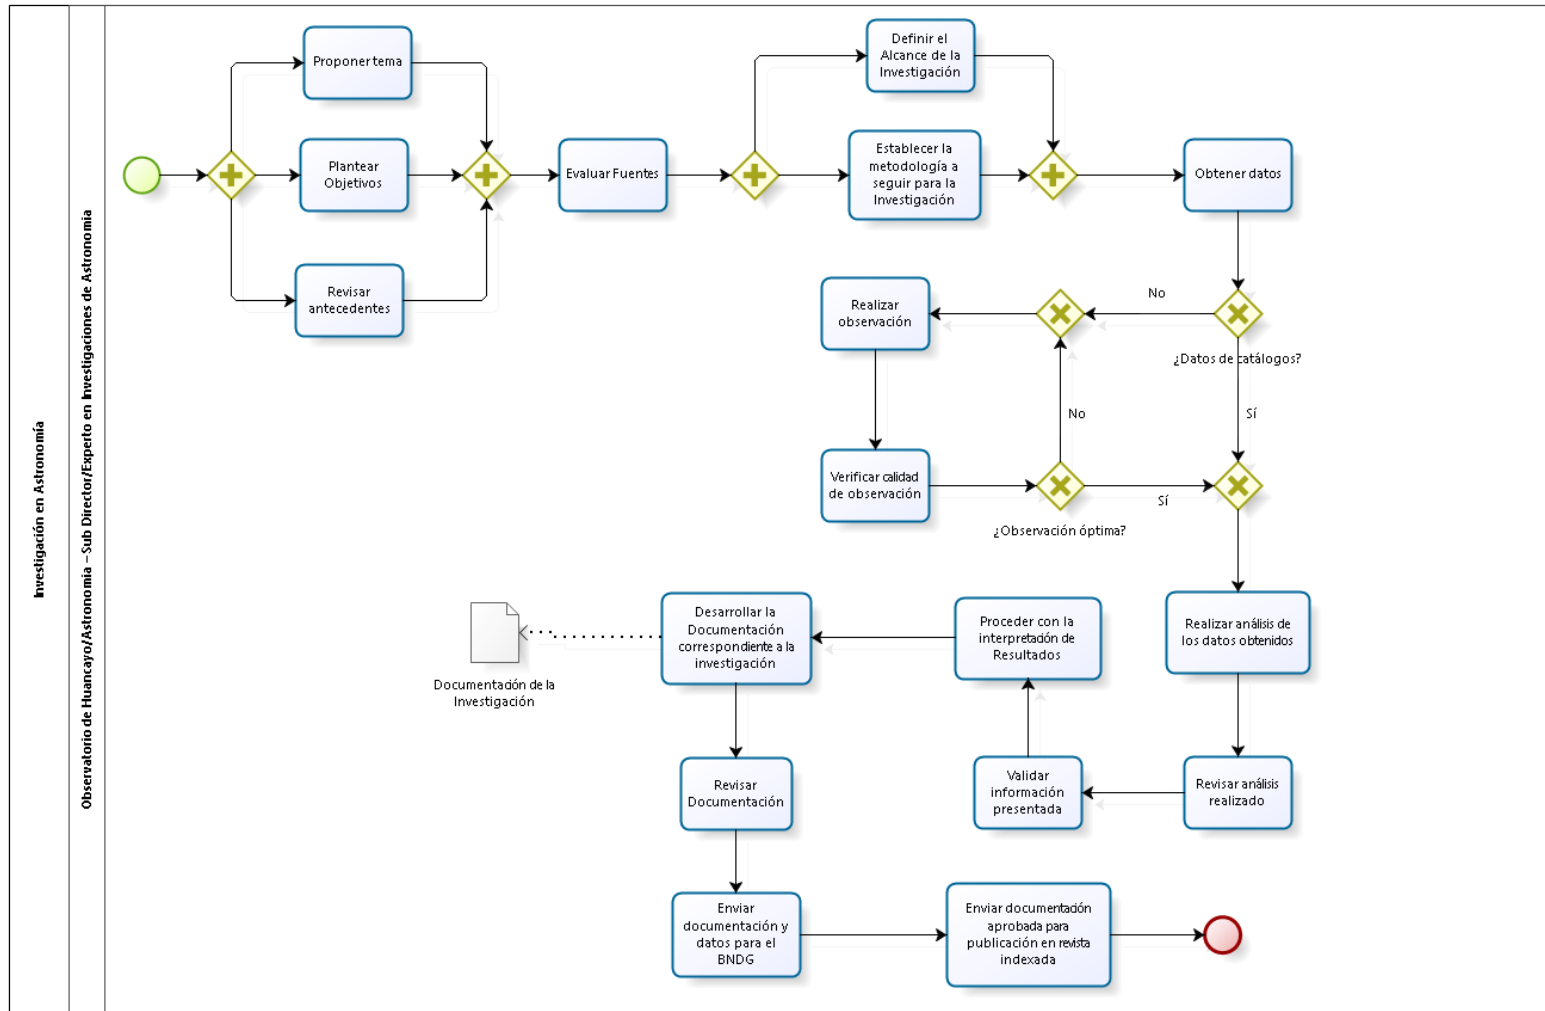 Investigación en Astronomía
Observatorio de Huancayo/Astronomia – Sub Director/Experto en Investigaciones de Astronomia
Proponer tema
Plantear
Objetivos
Revisar
antecedentes
Evaluar Fuentes
Definir el
Alcance de la
Investigación
Establecer la
metodología a
seguir para la
Investigación
Obtener datos
¿Datos de catálogos?
No
Sí
Realizar
observación
Verificar calidad
de observación
¿Observación óptima?
No
Sí
Realizar análisis de
los datos obtenidos
Revisar análisis
realizado
Validar
información
presentada
Proceder con la
interpretación de
Resultados
Desarrollar la
Documentación
correspondiente a la
investigación
Documentación de la
Investigación
Revisar
Documentación
Enviar
documentación y
datos para el
BNDG
Enviar documentación
aprobada para
publicación en revista
indexada